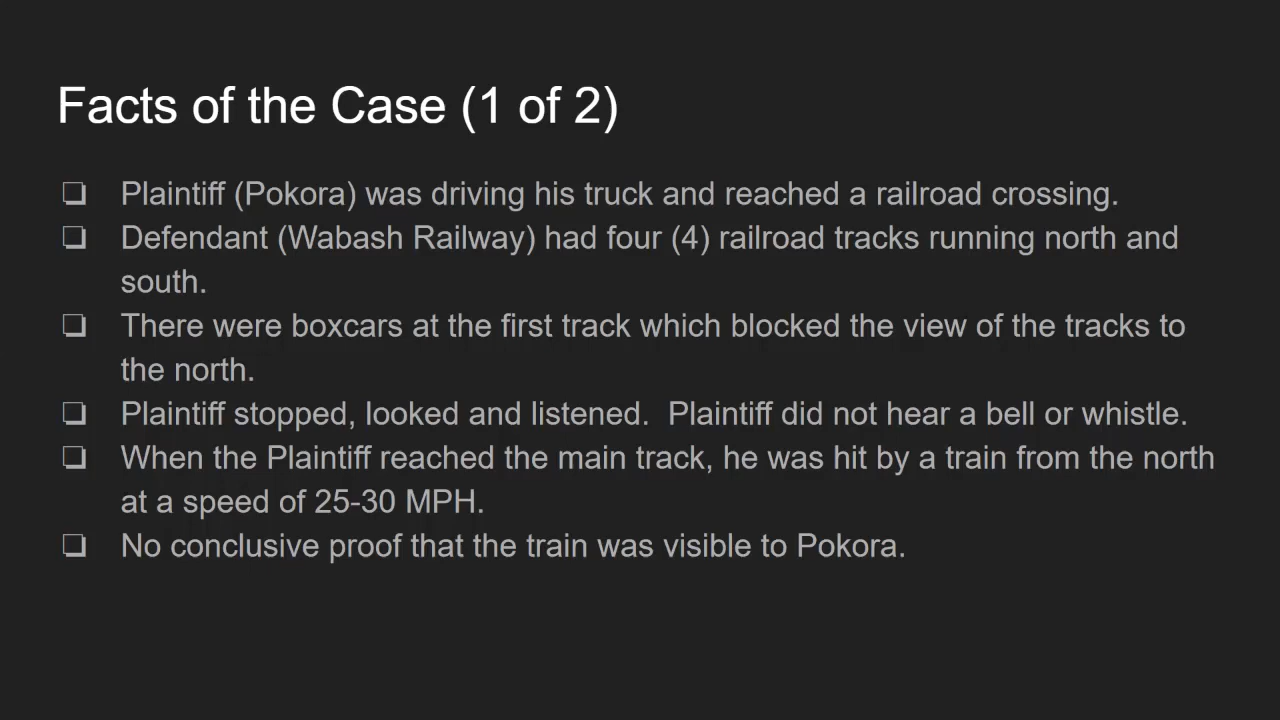 Facts of the Case (1 of 2)
❏ Plaintiff (Pokora) was driving his truck and reached a railroad crossing.
❏ Defendant (Wabash Railway) had four (4) railroad tracks running north and
south.
❏ There were boxcars at the first track which blocked the view of the tracks to
the north.
❏ Plaintiff stopped, looked and listened.  Plaintiff did not hear a bell or whistle.
❏ When the Plaintiff reached the main track, he was hit by a train from the north
at a speed of 25-30 MPH.
❏ No conclusive proof that the train was visible to Pokora.